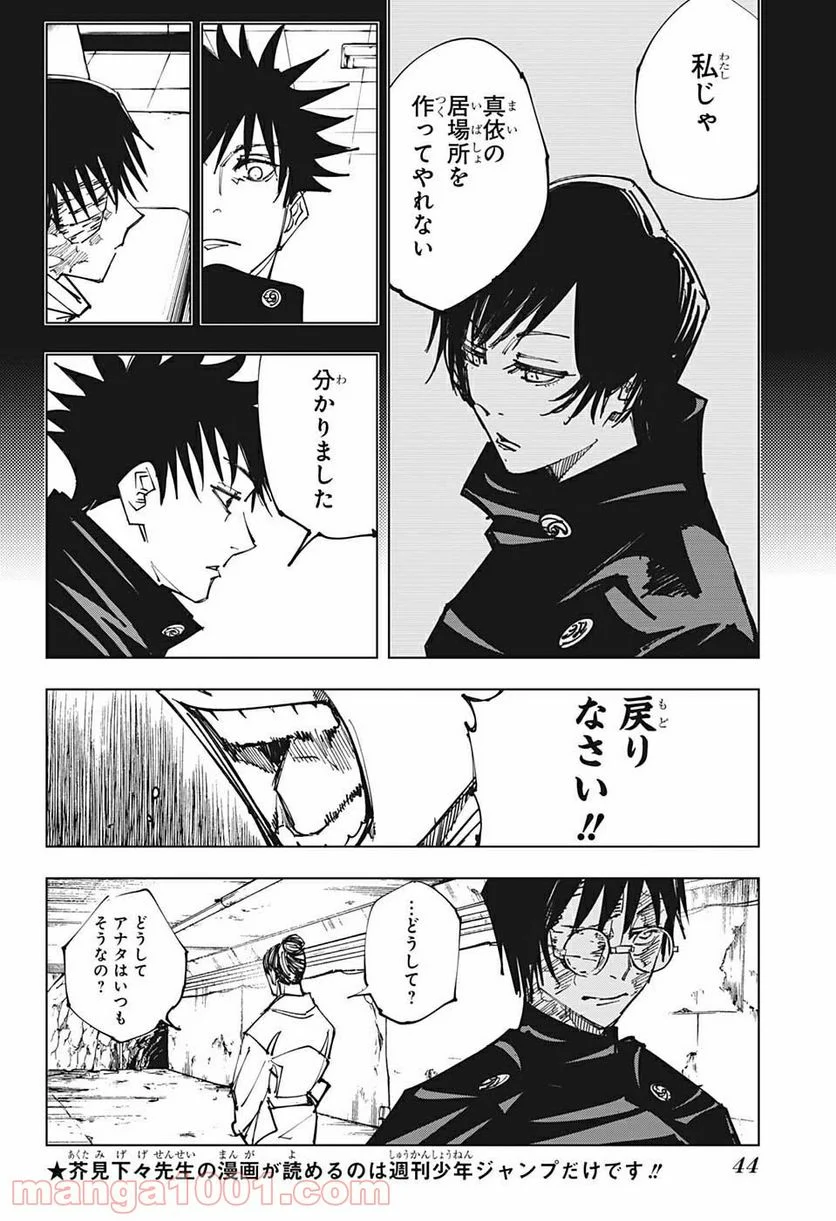 私じゃ
真依の
居場所を
作ってやれない
分かりました
戻り
なさい!!
…どうして?
どうして
アナタはいつも
そうなの?
★芥見下々先生の漫画が読めるのは週刊少年ジャンプだけです!!
44
manga1001.com